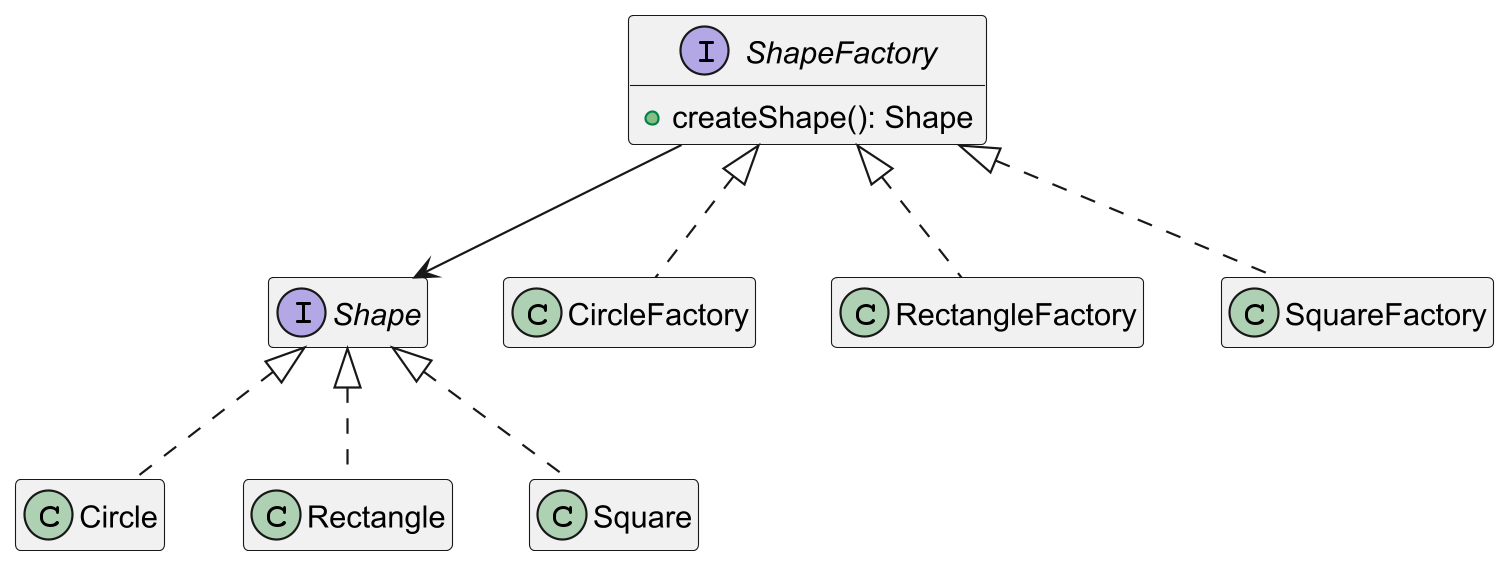 I ShapeFactory
createShape(): Shape
I Shape
C CircleFactory
C RectangleFactory
C SquareFactory
C Circle
C Rectangle
C Square